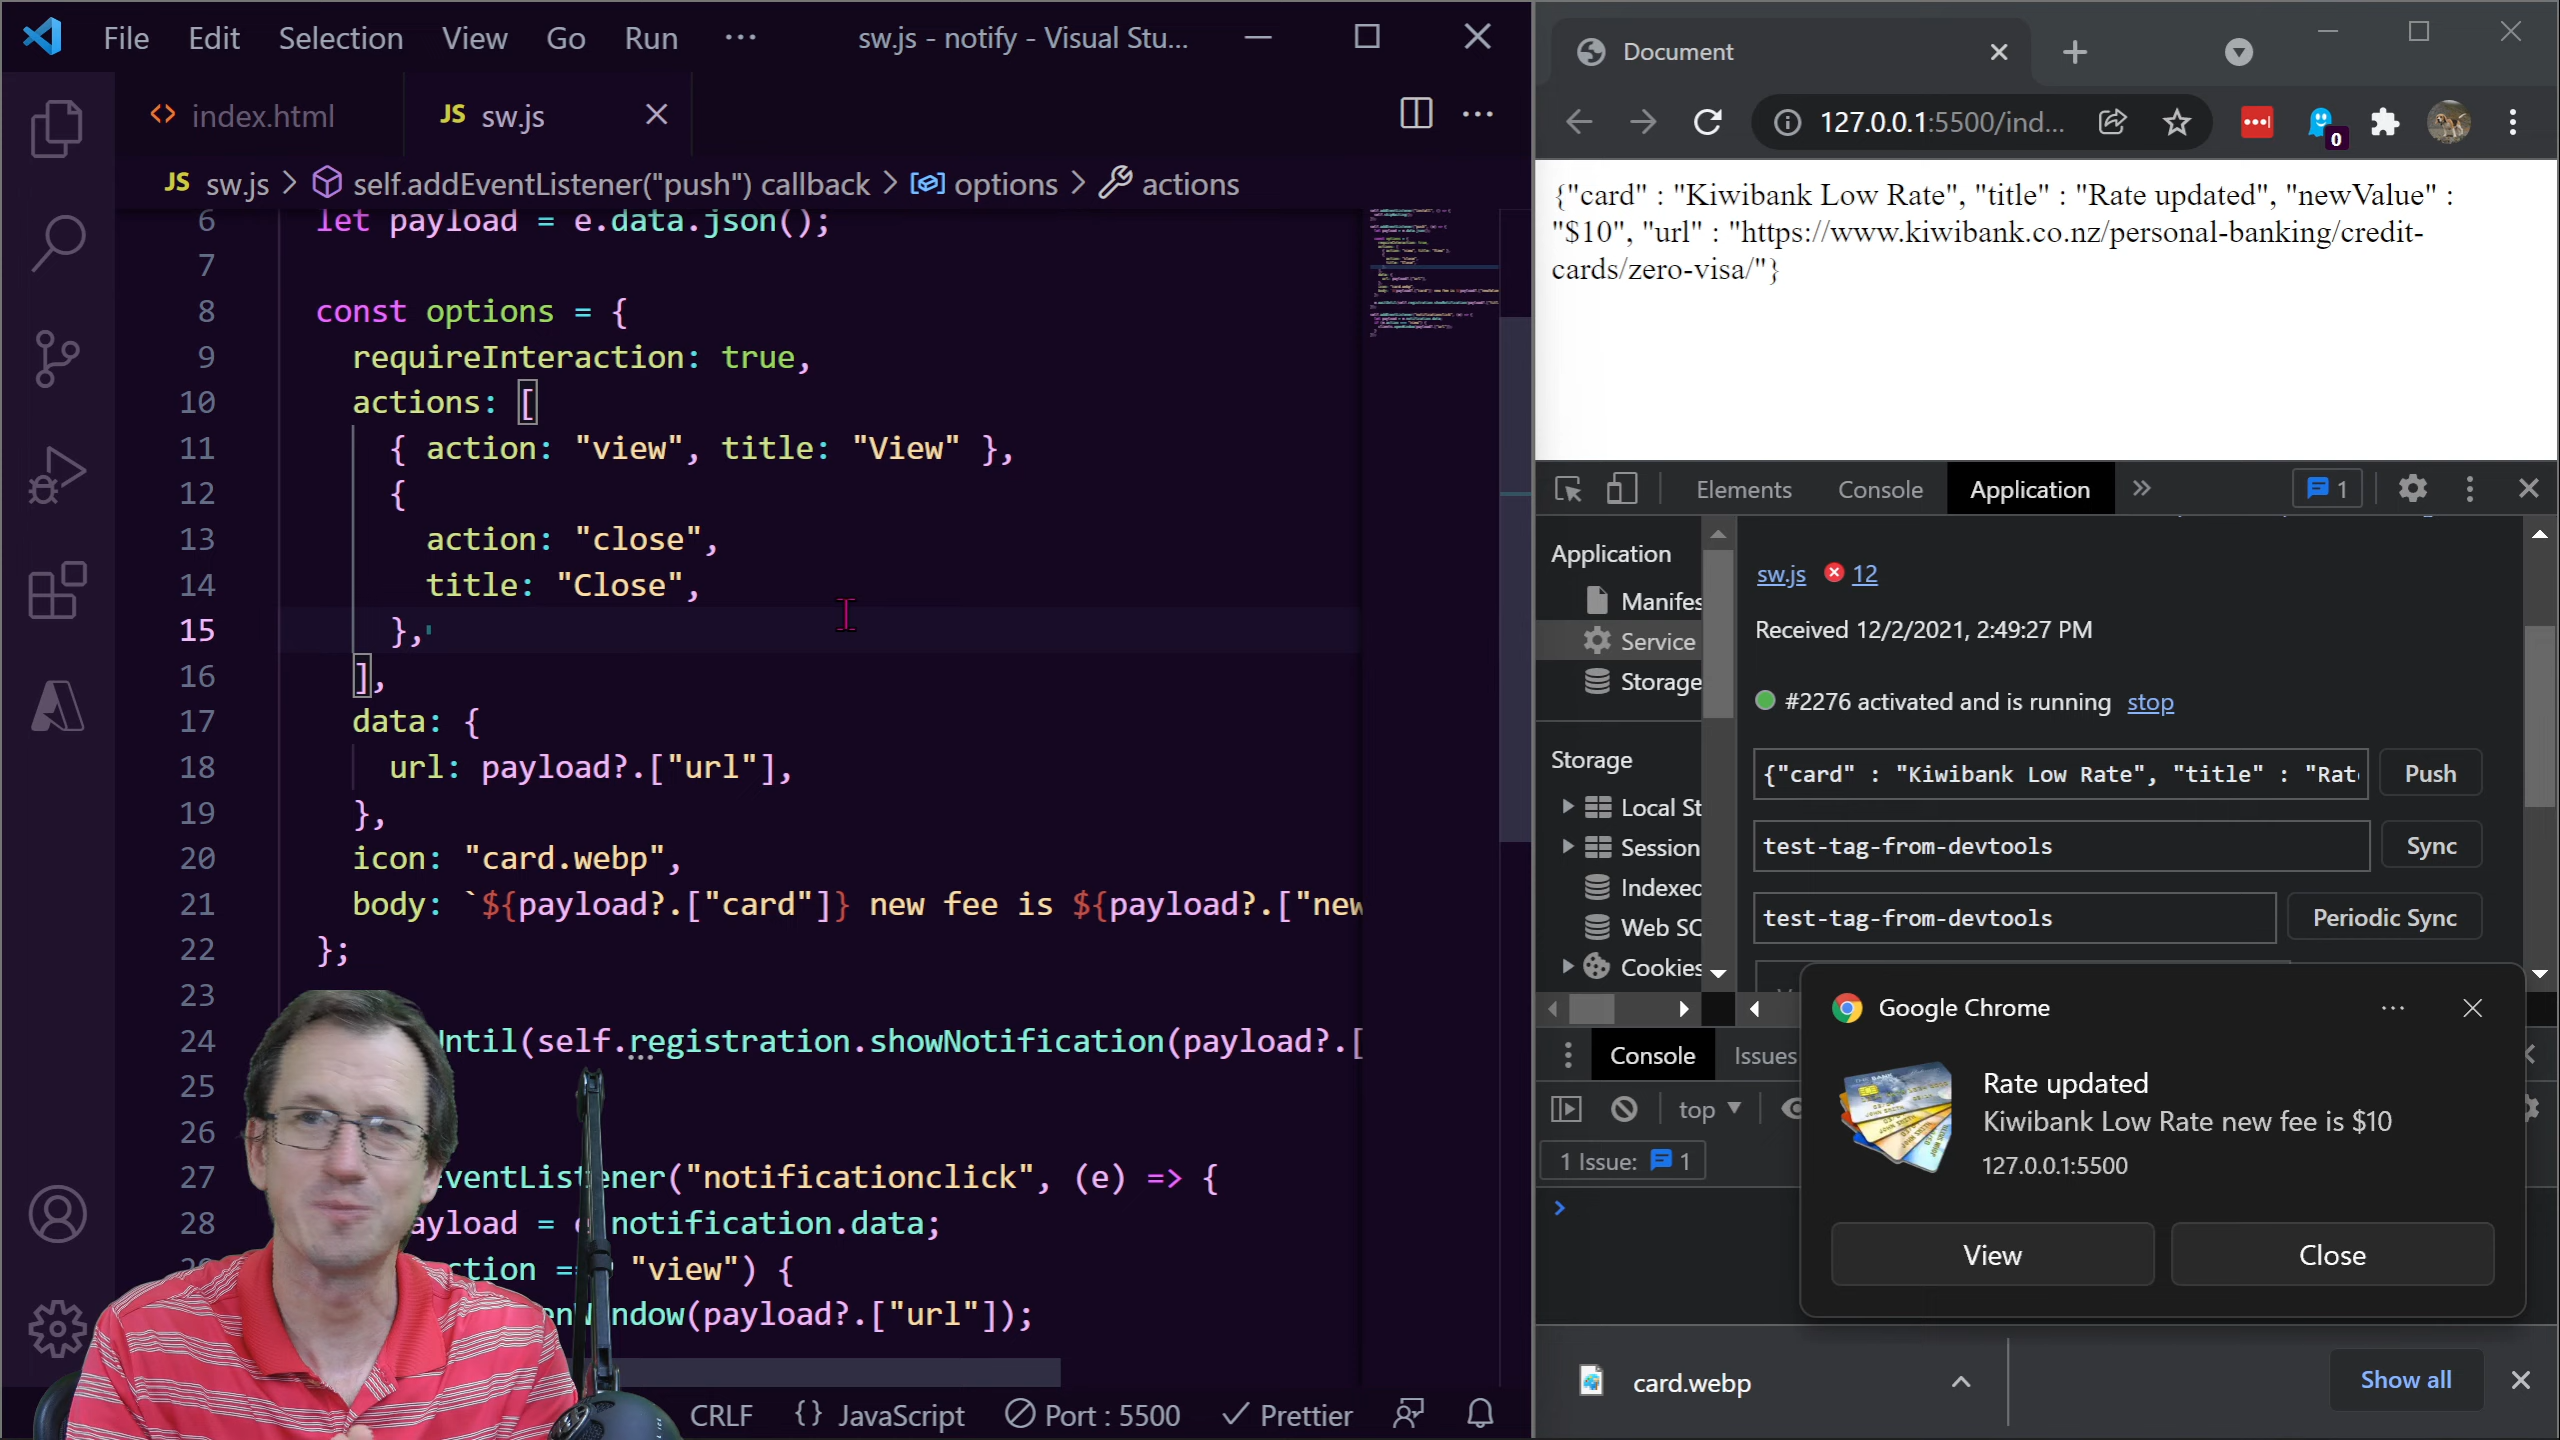 File Edit Selection View Go Run ··· sw.js - notify - Visual Stu...
index.html
JS sw.js
JS sw.js > self.addEventListener("push") callback > options > actions
6 let payload = e.data.json();
7
8 const options = {
9 requireInteraction: true,
10 actions: [
11 { action: "view", title: "View" },
12 {
13 action: "close",
14 title: "Close",
15 },
16 ],
17 data: {
18 url: payload?.["url"],
19 },
20 icon: "card.webp",
21 body: `${payload?.["card"]} new fee is ${payload?.["new
22 };
23
24 Until(self.registration.showNotification(payload?.[
25
26
27 EventListener("notificationclick", (e) => {
28 ayload = e.notification.data;
ction == "view") {
enWindow(payload?.["url"]);
CRLF {} JavaScript Port : 5500 Prettier
Document
127.0.0.1:5500/ind...
0
{"card" : "Kiwibank Low Rate", "title" : "Rate updated", "newValue" :
"$10", "url" : "https://www.kiwibank.co.nz/personal-banking/credit-
cards/zero-visa/"}
Elements Console Application » 1
Application
Manifes
Service
Storage
Storage
Local St
Session
Indexed
Web SQ
Cookies
sw.js 12
Received 12/2/2021, 2:49:27 PM
#2276 activated and is running stop
{"card" : "Kiwibank Low Rate", "title" : "Rat Push
test-tag-from-devtools Sync
test-tag-from-devtools Periodic Sync
Console Issues
top
1 Issue: 1
Google Chrome
Rate updated
Kiwibank Low Rate new fee is $10
127.0.0.1:5500
View Close
card.webp
Show all